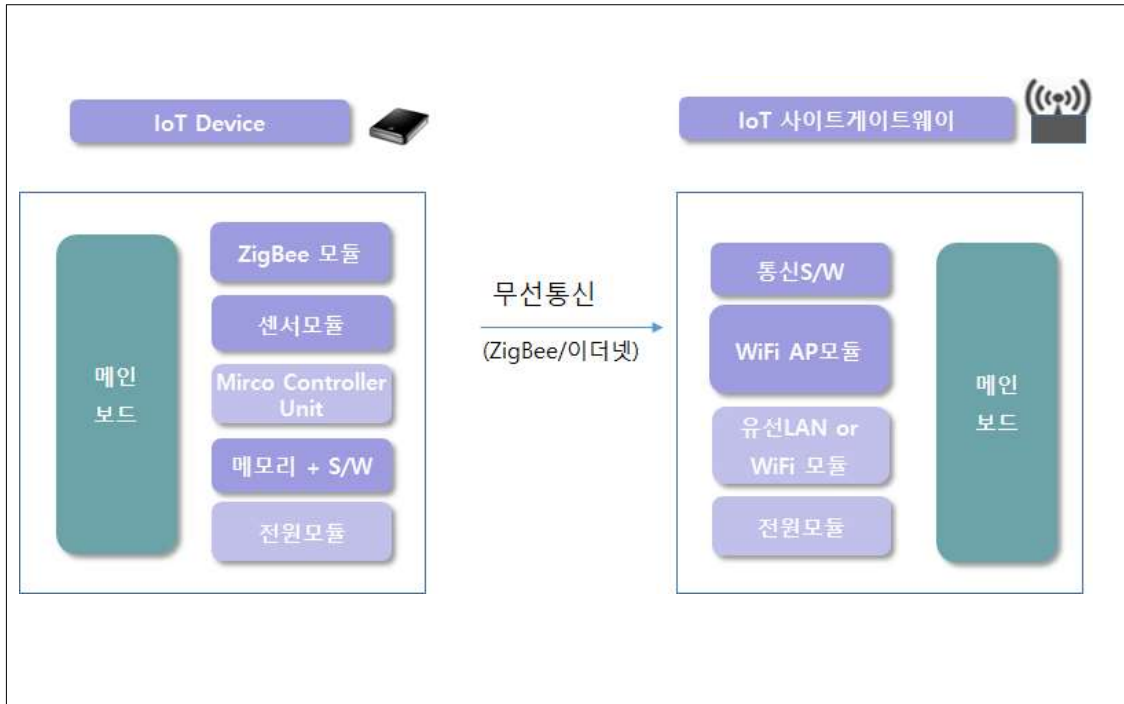 IoT Device
IoT 사이트게이트웨이
메인
보드
ZigBee 모듈
센서모듈
Mirco Controller
Unit
메모리 + S/W
전원모듈
무선통신
(ZigBee/이더넷)
통신S/W
WiFi AP모듈
유선LAN or
WiFi 모듈
전원모듈
메인
보드